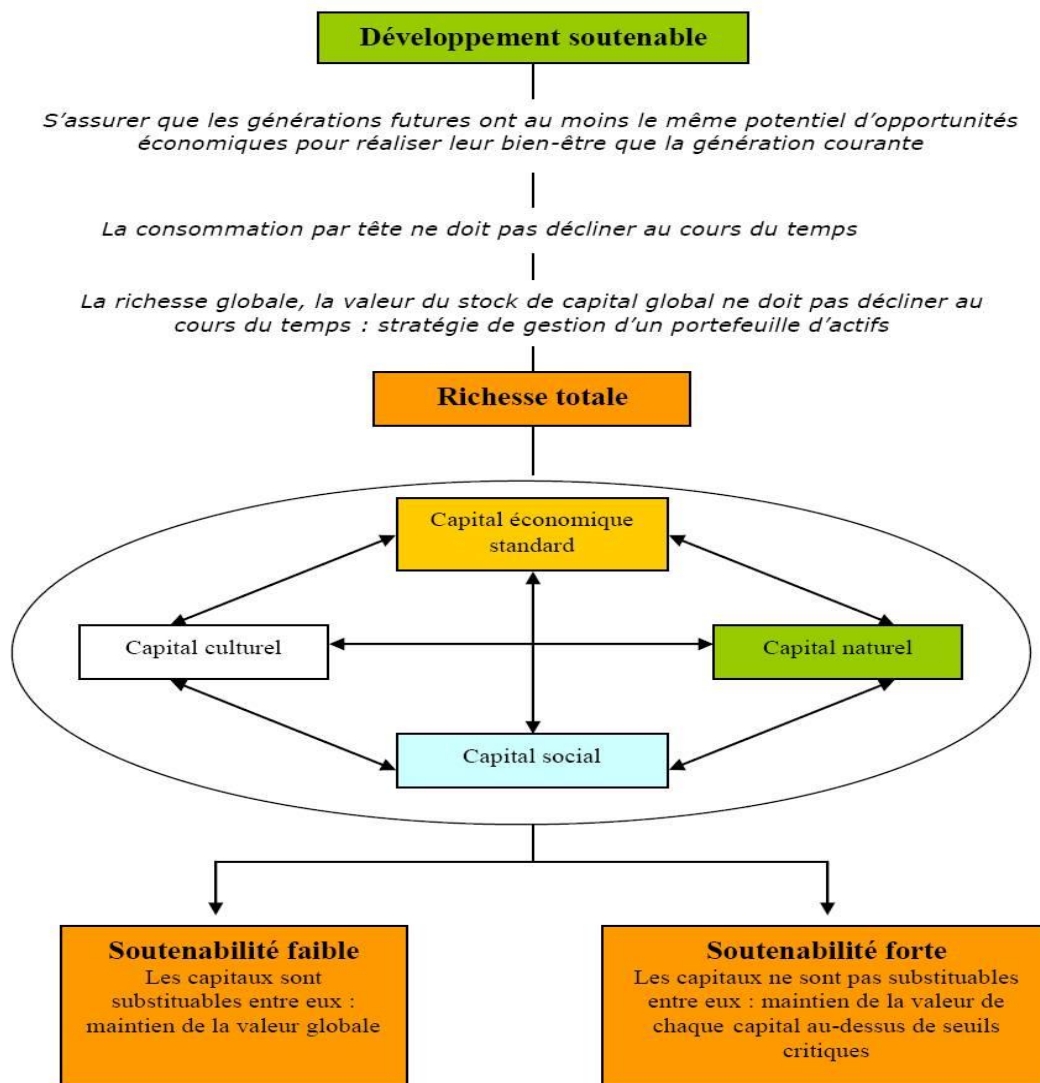 Développement soutenable
S'assurer que les générations futures ont au moins le même potentiel d'opportunités
économiques pour réaliser leur bien-être que la génération courante
La consommation par tête ne doit pas décliner au cours du temps
La richesse globale, la valeur du stock de capital global ne doit pas décliner au
cours du temps : stratégie de gestion d'un portefeuille d'actifs
Richesse totale
Capital économique
standard
Capital culturel
Capital naturel
Capital social
Soutenabilité faible
Les capitaux sont
substituables entre eux :
maintien de la valeur globale
Soutenabilité forte
Les capitaux ne sont pas substituables
entre eux : maintien de la valeur de
chaque capital au-dessus de seuils
critiques